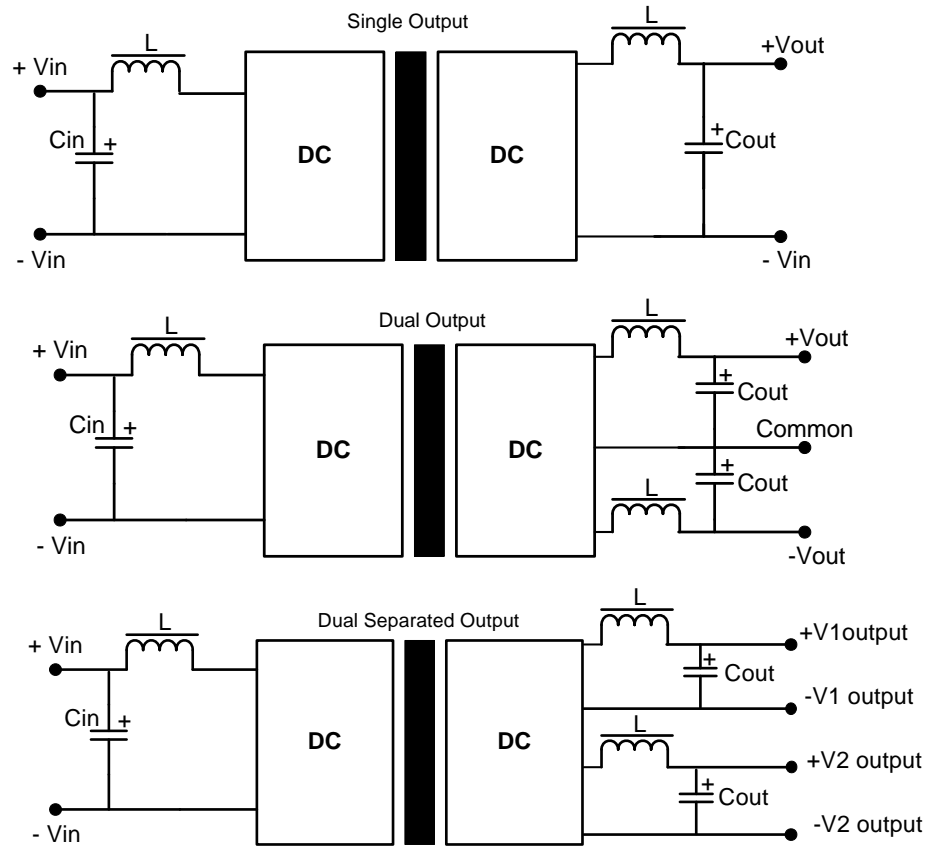 Single Output
L
L
+ Vin
+Vout
Cin
+
DC
DC
+
Cout
- Vin
- Vin
Dual Output
L
L
+ Vin
+Vout
Cin
+
DC
DC
+
Cout
Common
+
Cout
L
- Vin
-Vout
Dual Separated Output
L
L
+ Vin
+V1output
Cin
+
DC
DC
+
Cout
-V1 output
L
+V2 output
+
Cout
- Vin
-V2 output